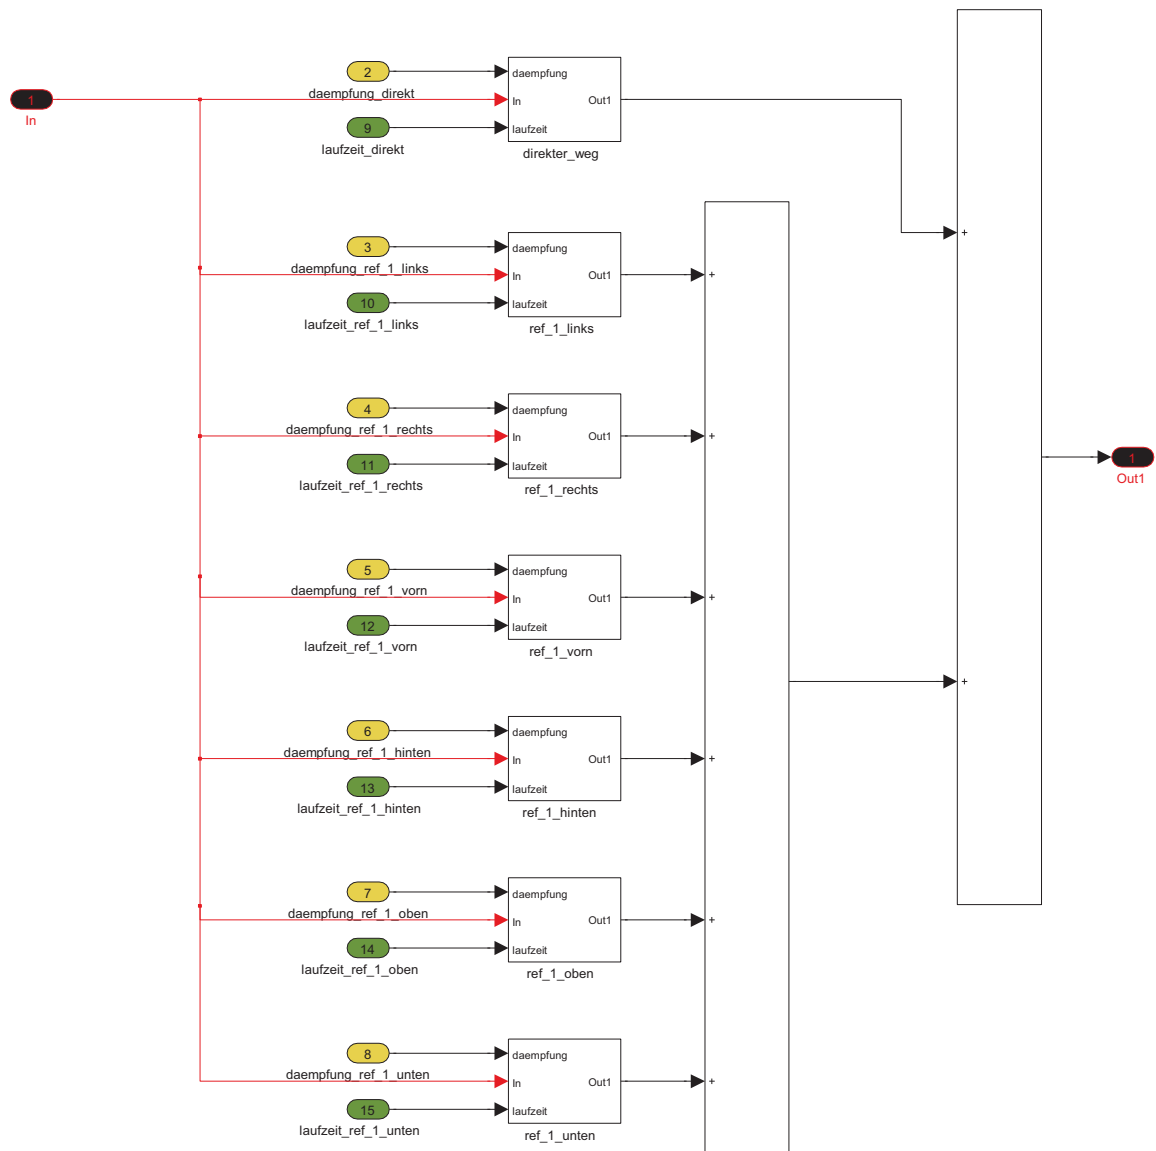 2
daempfung
1
daempfung_direkt
In
Out1
In
9
laufzeit
laufzeit_direkt
direkter_weg
+
3
daempfung
daempfung_ref_1_links
In
Out1
+
10
laufzeit
laufzeit_ref_1_links
ref_1_links
4
daempfung
daempfung_ref_1_rechts
In
Out1
+
11
laufzeit
laufzeit_ref_1_rechts
ref_1_rechts
1
Out1
5
daempfung
daempfung_ref_1_vorn
In
Out1
+
12
laufzeit
laufzeit_ref_1_vorn
ref_1_vorn
+
6
daempfung
daempfung_ref_1_hinten
In
Out1
+
13
laufzeit
laufzeit_ref_1_hinten
ref_1_hinten
7
daempfung
daempfung_ref_1_oben
In
Out1
+
14
laufzeit
laufzeit_ref_1_oben
ref_1_oben
8
daempfung
daempfung_ref_1_unten
In
Out1
+
15
laufzeit
laufzeit_ref_1_unten
ref_1_unten